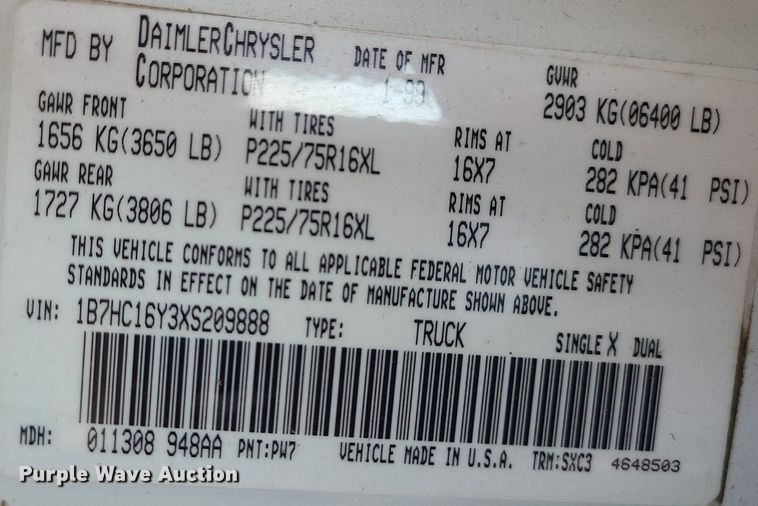 MFD BY DAIMLERCHRYSLER CORPORATION DATE OF MFR 1-99 GVWR 2903 KG(06400 LB)
GAWR FRONT WITH TIRES RIMS AT COLD
1656 KG(3650 LB) P225/75R16XL 16X7 282 KPA(41 PSI)
GAWR REAR WITH TIRES RIMS AT COLD
1727 KG(3806 LB) P225/75R16XL 16X7 282 KPA(41 PSI)
THIS VEHICLE CONFORMS TO ALL APPLICABLE FEDERAL MOTOR VEHICLE SAFETY
STANDARDS IN EFFECT ON THE DATE OF MANUFACTURE SHOWN ABOVE.
VIN: 1B7HC16Y3XS209888 TYPE: TRUCK SINGLE X DUAL
MDH: 011308 948AA PNT:PW7 VEHICLE MADE IN U.S.A. TRM:SXC3 4648503
Purple Wave Auction